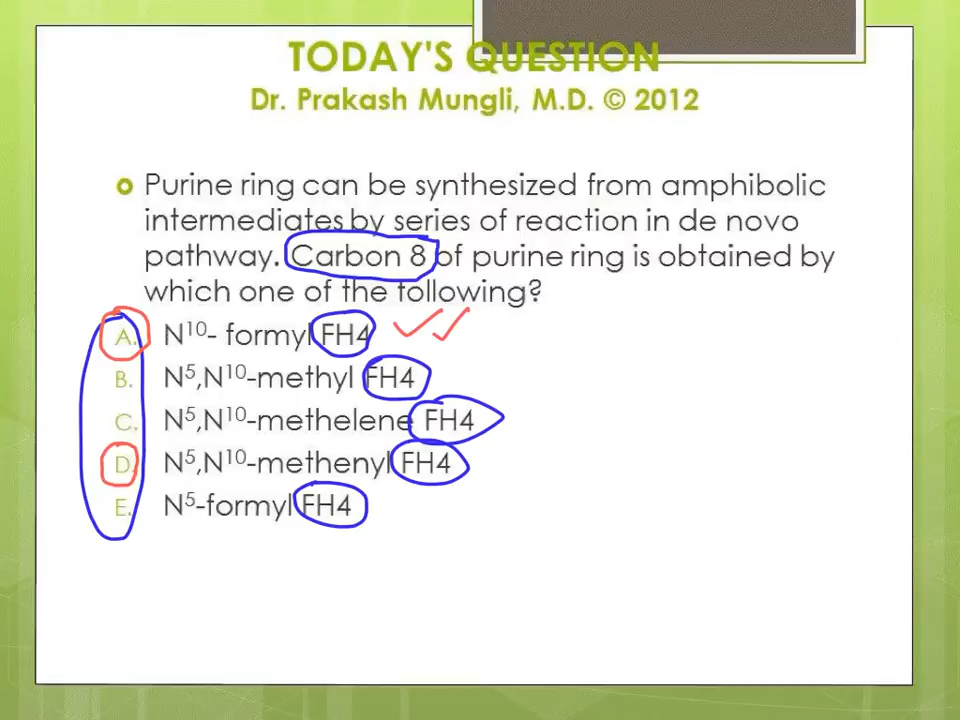 TODAY'S QUESTION
Dr. Prakash Mungli, M.D. © 2012
Purine ring can be synthesized from amphibolic
intermediates by series of reaction in de novo
pathway. Carbon 8 of purine ring is obtained by
which one of the following?
A. N¹⁰- formyl FH4
B. N⁵,N¹⁰-methyl FH4
C. N⁵,N¹⁰-methelene FH4
D. N⁵,N¹⁰-methenyl FH4
E. N⁵-formyl FH4